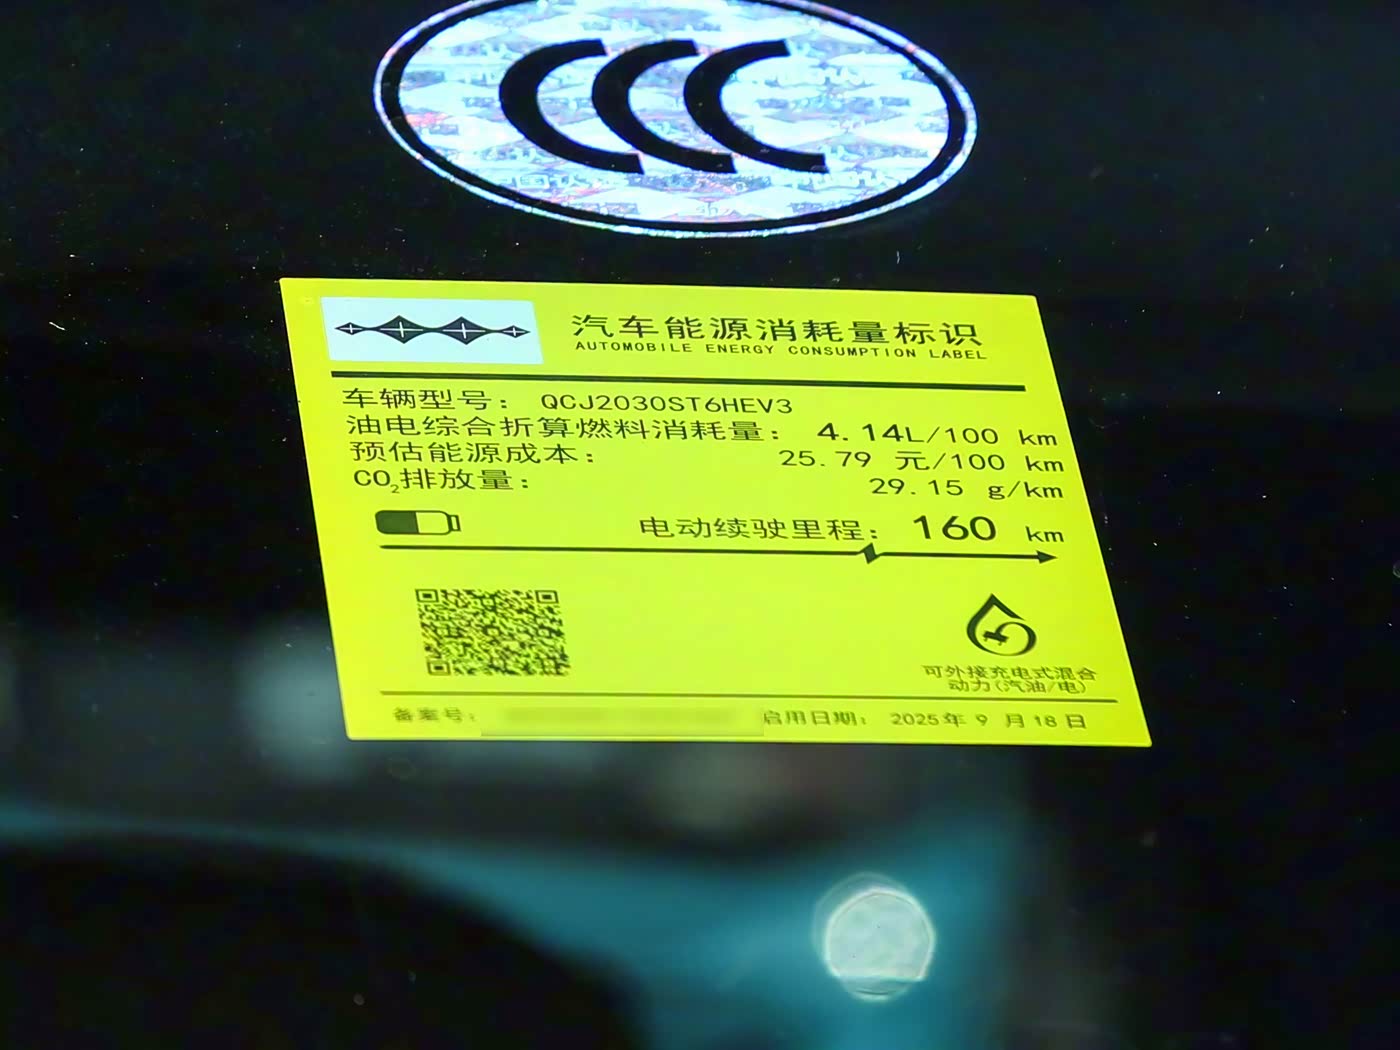 CCC
汽车能源消耗量标识
AUTOMOBILE ENERGY CONSUMPTION LABEL
车辆型号： QCJ2030ST6HEV3
油电综合折算燃料消耗量： 4.14L/100 km
预估能源成本： 25.79 元/100 km
CO₂排放量： 29.15 g/km
电动续驶里程： 160 km
可外接充电式混合
动力(汽油/电)
备案号： 启用日期： 2025年 9 月 18 日